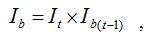 I_b = I_t × I_{b(t−1)} ,